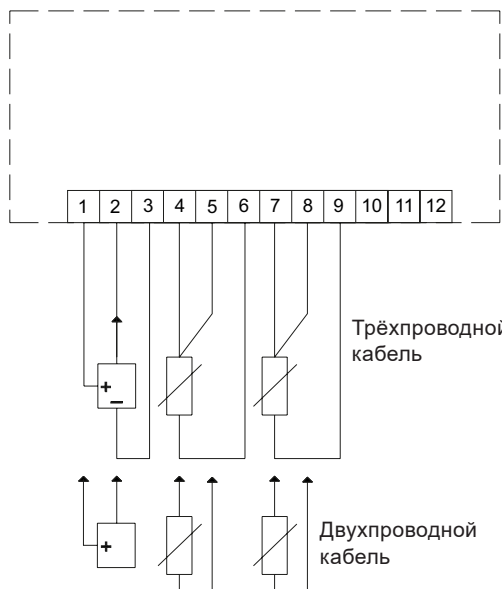 1 2 3 4 5 6 7 8 9 10 11 12
Трёхпроводной
кабель
+
−
+
Двухпроводной
кабель